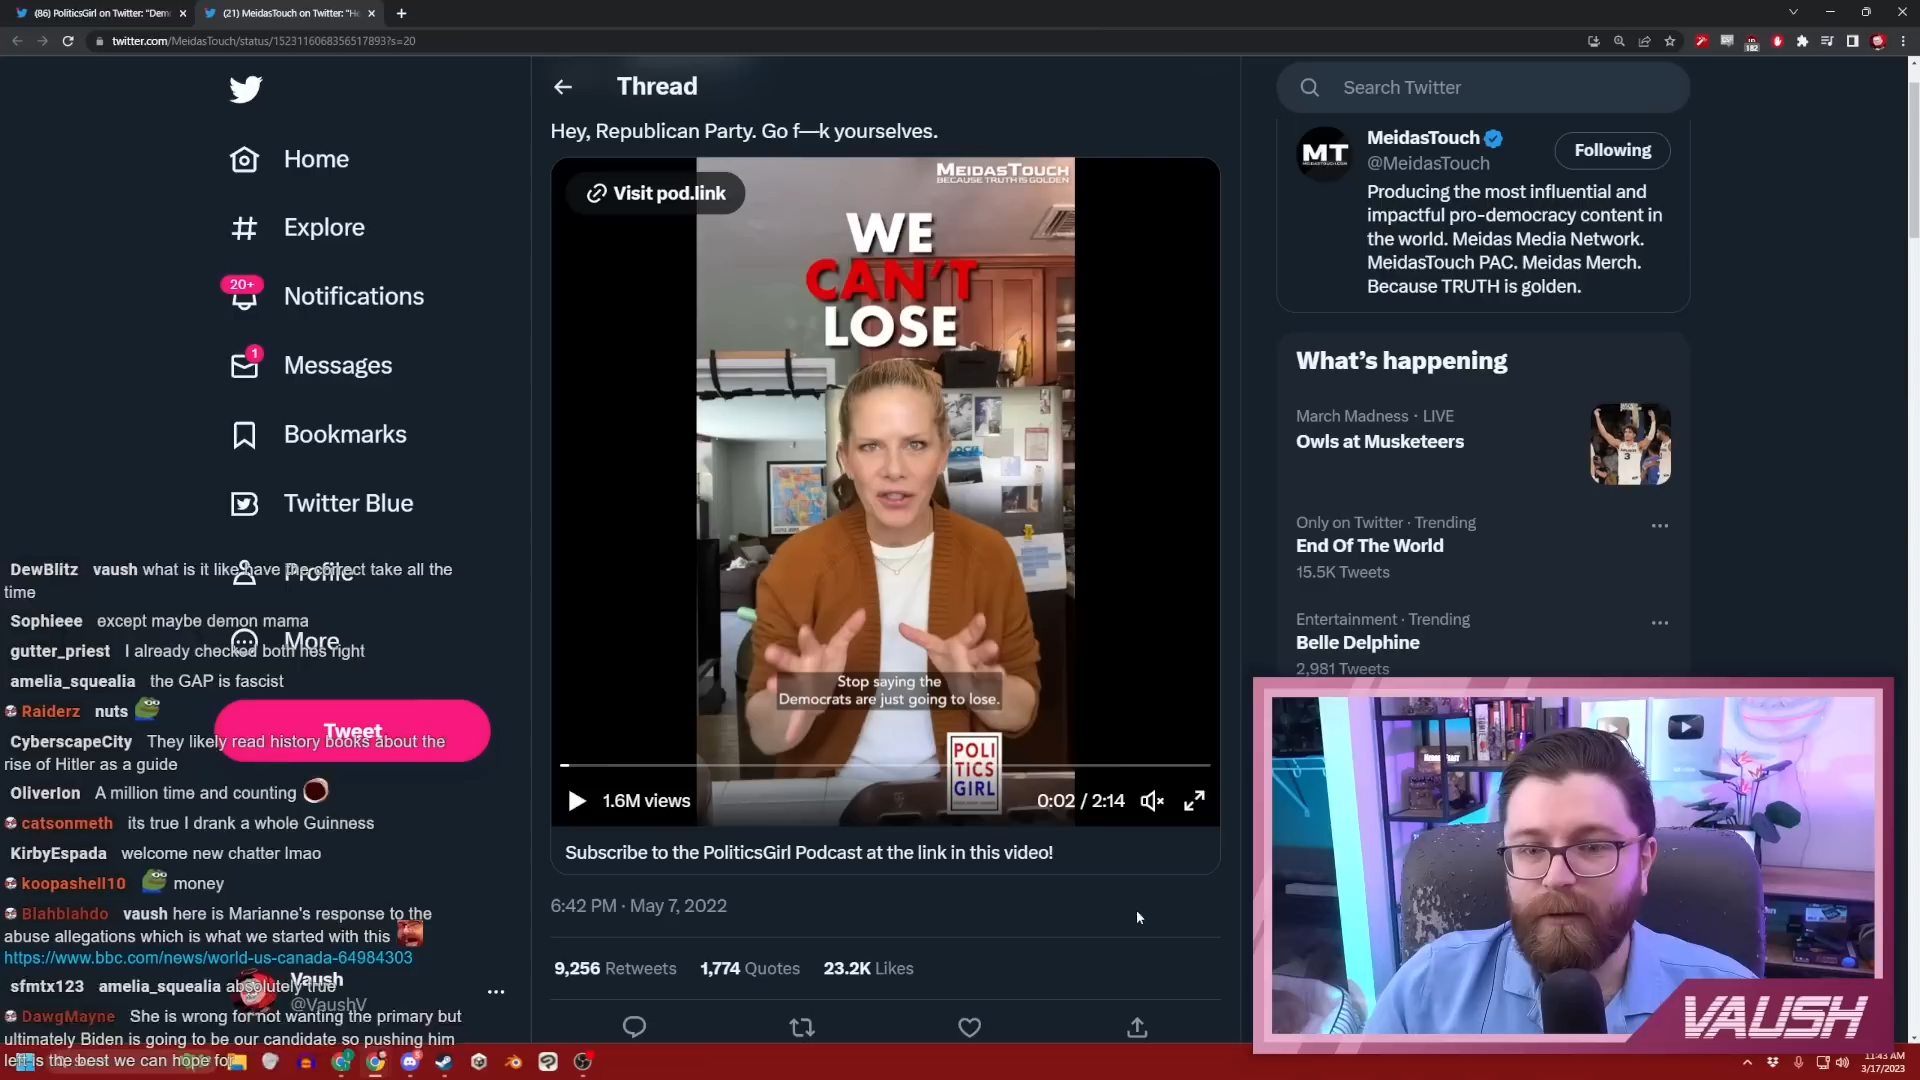 (86) PoliticsGirl on Twitter: "Dem
(21) MeidasTouch on Twitter: "He
twitter.com/MeidasTouch/status/1523116068356517893?s=20
182
Home
Explore
20+
Notifications
1
Messages
Bookmarks
Twitter Blue
Profile
More
Tweet
Vaush
@VaushV
DewBlitz vaush what is it like have the correct take all the
time
Sophieee except maybe demon mama
gutter_priest I already checked both hes right
amelia_squealia the GAP is fascist
Raiderz nuts
CyberscapeCity They likely read history books about the
rise of Hitler as a guide
OliverIon A million time and counting
catsonmeth its true I drank a whole Guinness
KirbyEspada welcome new chatter lmao
koopashell10 money
Blahblahdo vaush here is Marianne's response to the
abuse allegations which is what we started with this
https://www.bbc.com/news/world-us-canada-64984303
sfmtx123 amelia_squealia absolutely true
DawgMayne She is wrong for not wanting the primary but
ultimately Biden is going to be our candidate so pushing him
left is the best we can hope for
Thread
Hey, Republican Party. Go f—k yourselves.
Visit pod.link
MEIDASTOUCH
BECAUSE TRUTH IS GOLDEN
WE
CAN'T
LOSE
Stop saying the
Democrats are just going to lose.
POLI
TICS
GIRL
1.6M views
0:02 / 2:14
Subscribe to the PoliticsGirl Podcast at the link in this video!
6:42 PM · May 7, 2022
9,256 Retweets 1,774 Quotes 23.2K Likes
Search Twitter
MT
MeidasTouch
@MeidasTouch
Following
Producing the most influential and
impactful pro-democracy content in
the world. Meidas Media Network.
MeidasTouch PAC. Meidas Merch.
Because TRUTH is golden.
What's happening
March Madness · LIVE
Owls at Musketeers
3
Only on Twitter · Trending
End Of The World
15.5K Tweets
Entertainment · Trending
Belle Delphine
2,981 Tweets
VAUSH
11:43 AM
3/17/2023